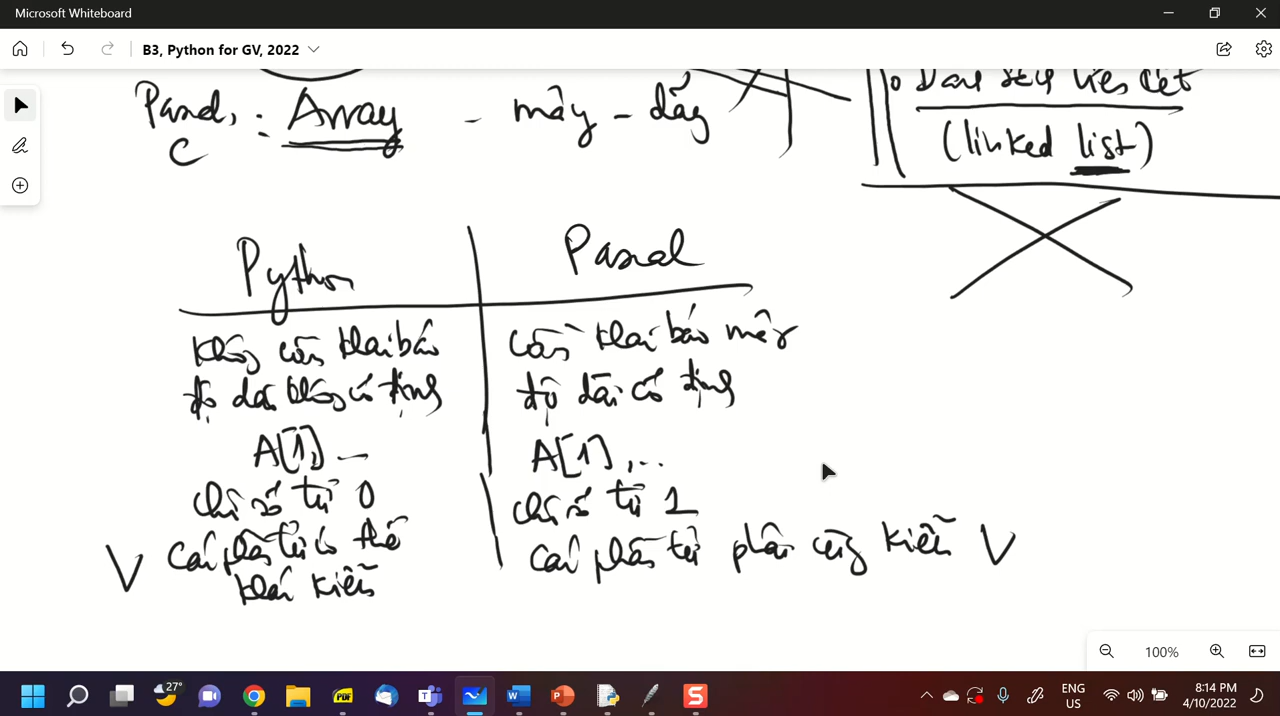 Microsoft Whiteboard
B3, Python for GV, 2022
Pascal, : Array - mảng - dãy
C
(linked list)
Python
Pascal
Không cần khai báo
cần khai báo mảng
độ dài không cố định
độ dài cố định
A[1] ...
A[1], ...
chỉ số từ 0
chỉ số từ 1
V các phần tử có thể
khác kiểu
các phần tử phải cùng kiểu V
100%
27°
PDF
W
P
S
ENG
US
8:14 PM
4/10/2022